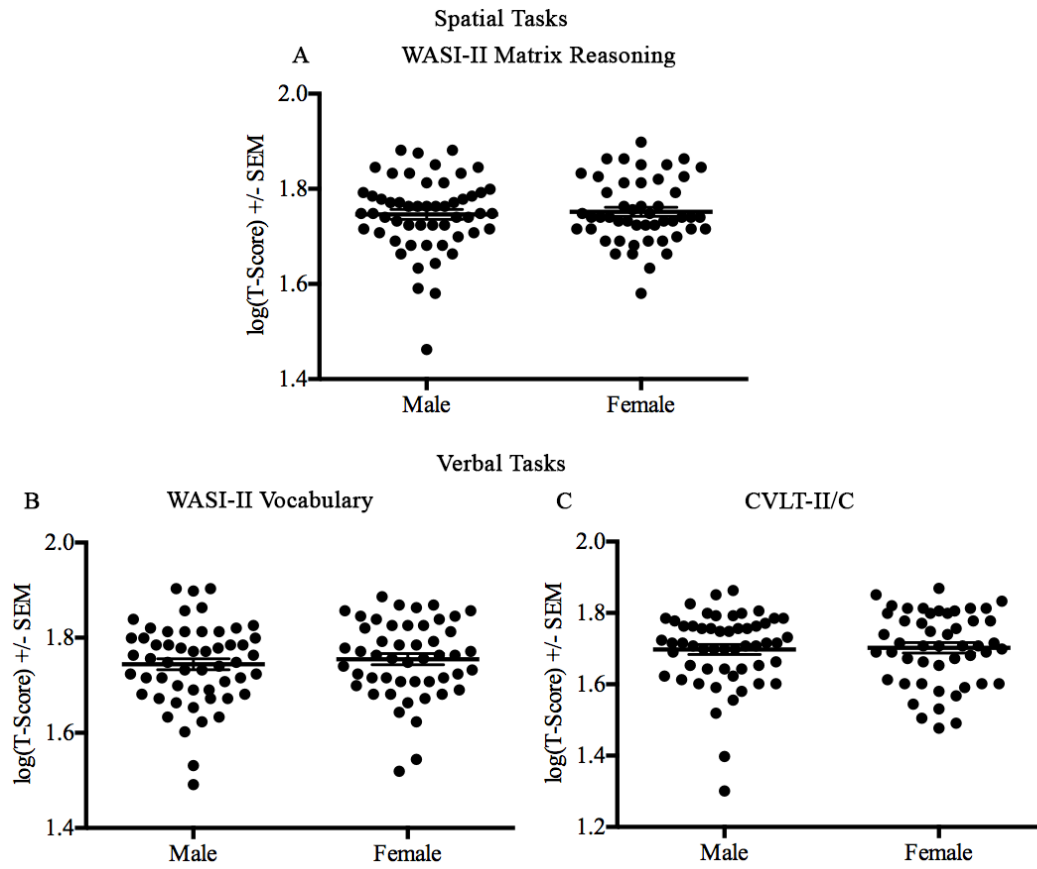 Spatial Tasks
A WASI-II Matrix Reasoning
log(T-Score) +/- SEM
2.0
1.8
1.6
1.4
Male Female
Verbal Tasks
B WASI-II Vocabulary
log(T-Score) +/- SEM
2.0
1.8
1.6
1.4
Male Female
C CVLT-II/C
log(T-Score) +/- SEM
2.0
1.8
1.6
1.4
1.2
Male Female